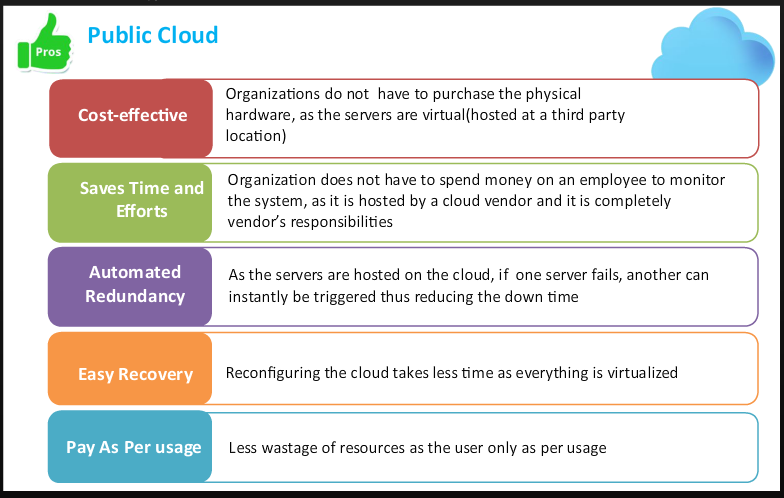 Pros
Public Cloud
Cost-effective
Organizations do not have to purchase the physical
hardware, as the servers are virtual(hosted at a third party
location)
Saves Time and
Efforts
Organization does not have to spend money on an employee to monitor
the system, as it is hosted by a cloud vendor and it is completely
vendor's responsibilities
Automated
Redundancy
As the servers are hosted on the cloud, if one server fails, another can
instantly be triggered thus reducing the down time
Easy Recovery
Reconfiguring the cloud takes less time as everything is virtualized
Pay As Per usage
Less wastage of resources as the user only as per usage